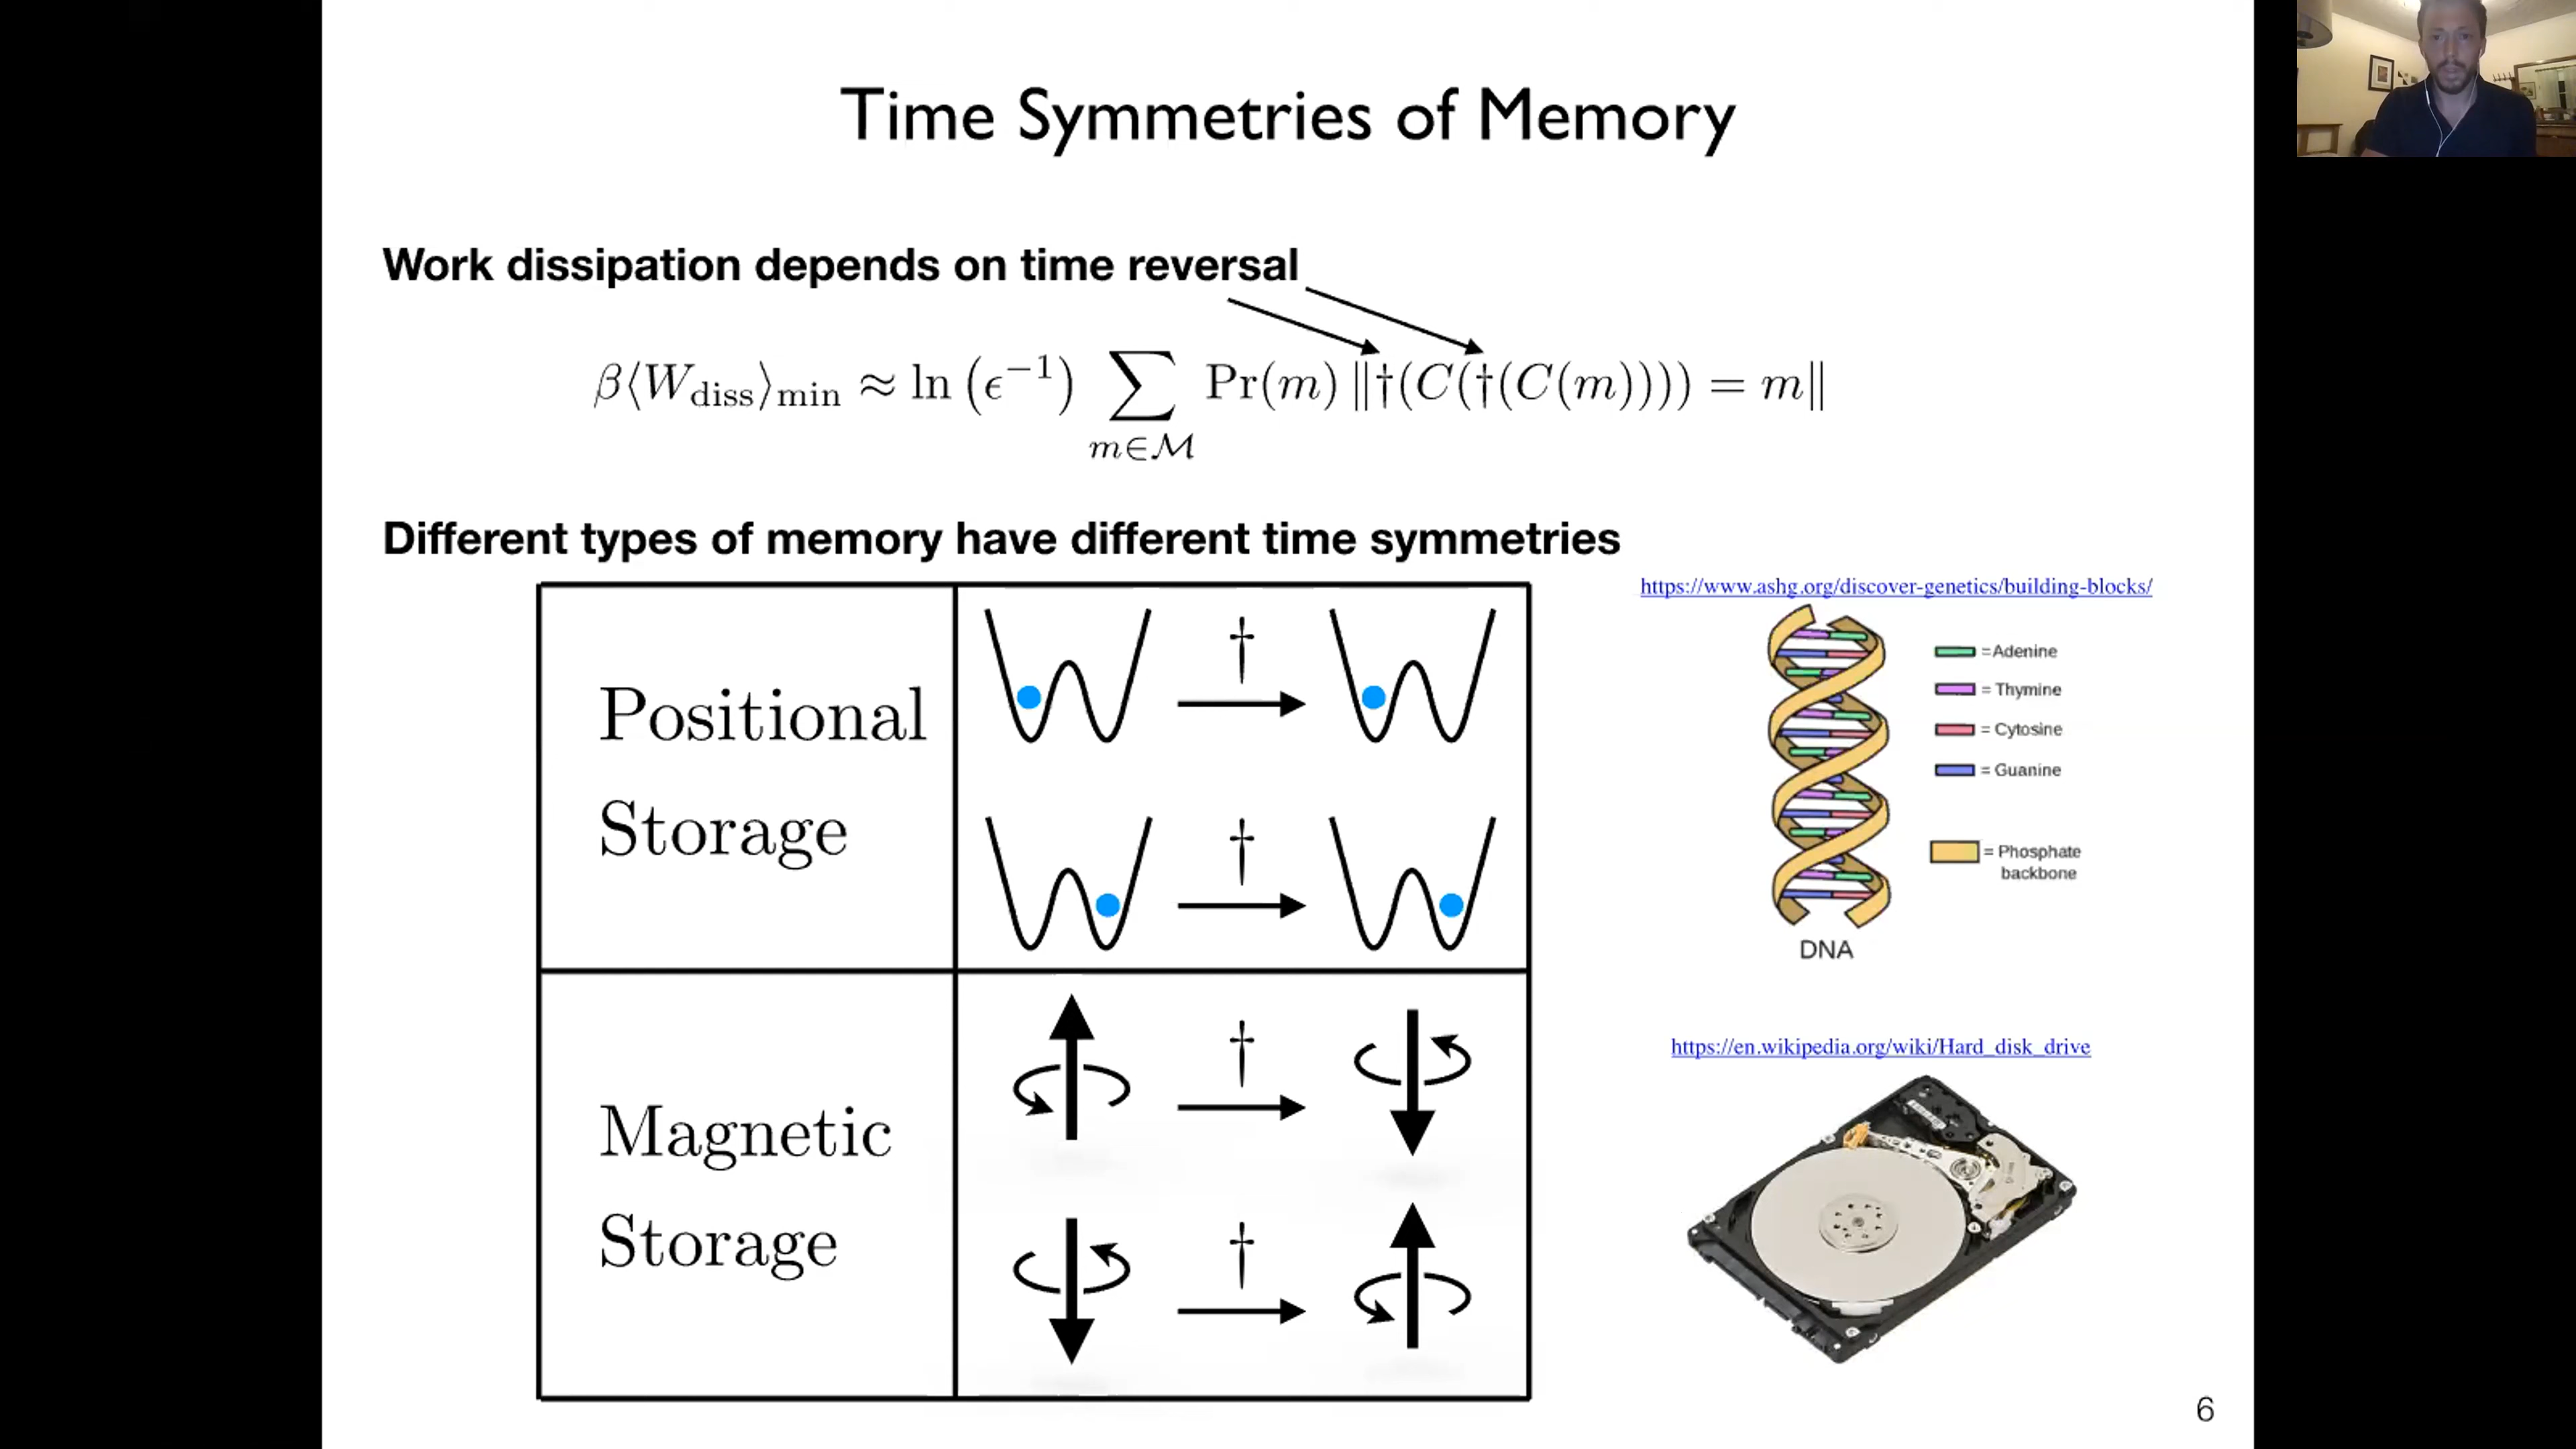 Time Symmetries of Memory
Work dissipation depends on time reversal
β⟨W_diss⟩_min ≈ ln (ϵ⁻¹) ∑_{m∈ℳ} Pr(m) ‖†(C(†(C(m)))) = m‖
Different types of memory have different time symmetries
Positional
Storage
†
†
Magnetic
Storage
†
†
https://www.ashg.org/discover-genetics/building-blocks/
=Adenine
= Thymine
= Cytosine
= Guanine
= Phosphate
backbone
DNA
https://en.wikipedia.org/wiki/Hard_disk_drive
6